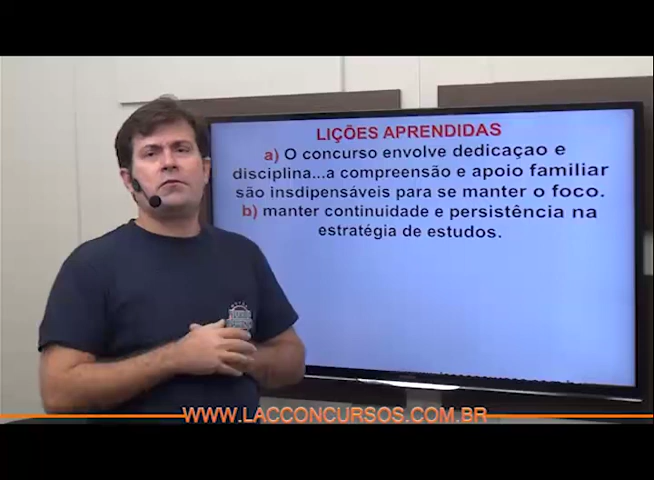 LIÇÕES APRENDIDAS
a) O concurso envolve dedicaçao e
disciplina...a compreensão e apoio familiar
são insdipensáveis para se manter o foco.
b) manter continuidade e persistência na
estratégia de estudos.
WWW.LACCONCURSOS.COM.BR